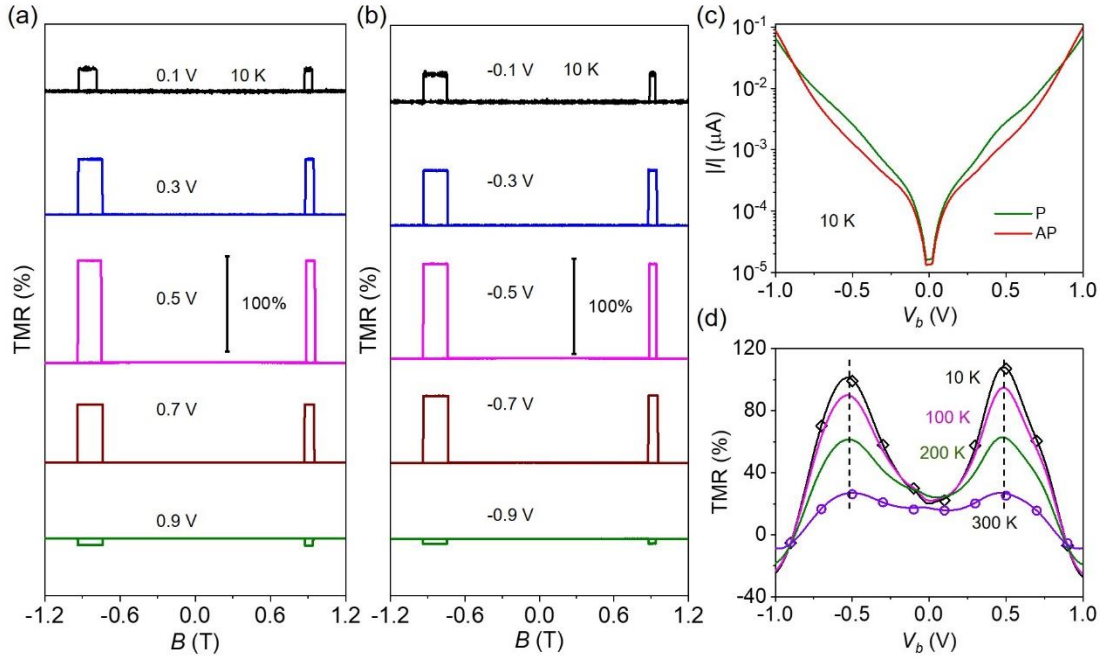 (a)
0.1 V 10 K
0.3 V
0.5 V
100%
0.7 V
0.9 V
TMR (%)
-1.2 -0.6 0.0 0.6 1.2
B (T)
(b)
-0.1 V 10 K
-0.3 V
-0.5 V
100%
-0.7 V
-0.9 V
TMR (%)
-1.2 -0.6 0.0 0.6 1.2
B (T)
(c)
10⁻¹
10⁻²
10⁻³
10⁻⁴
10⁻⁵
|I| (μA)
10 K
P
AP
-1.0 -0.5 0.0 0.5 1.0
V_b (V)
(d)
120
80
40
0
-40
TMR (%)
10 K
100 K
200 K
300 K
-1.0 -0.5 0.0 0.5 1.0
V_b (V)